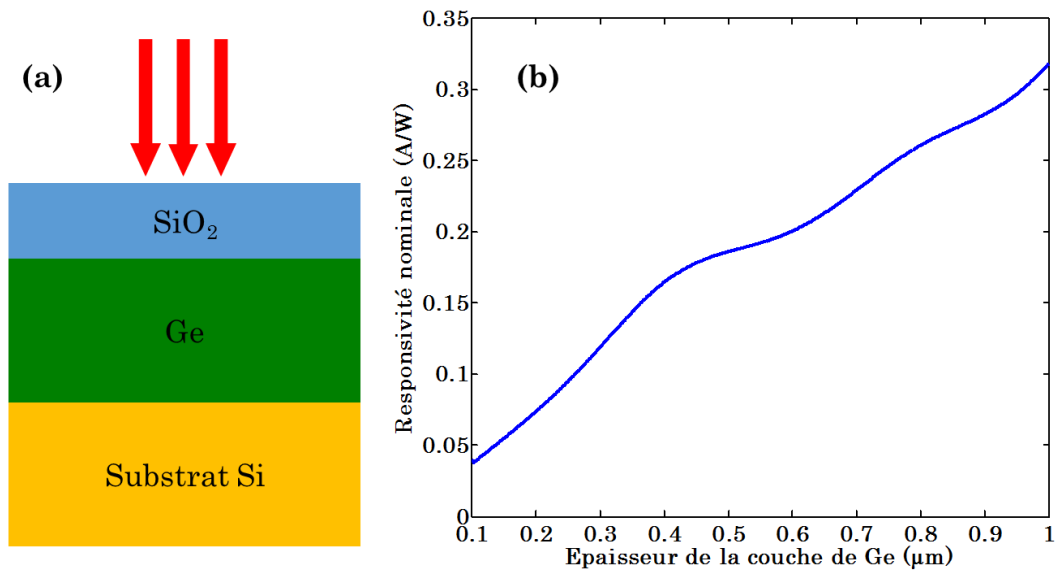 (a)
SiO2
Ge
Substrat Si
(b)
Responsivité nominale (A/W)
0.35
0.3
0.25
0.2
0.15
0.1
0.05
0
0.1 0.2 0.3 0.4 0.5 0.6 0.7 0.8 0.9 1
Epaisseur de la couche de Ge (µm)